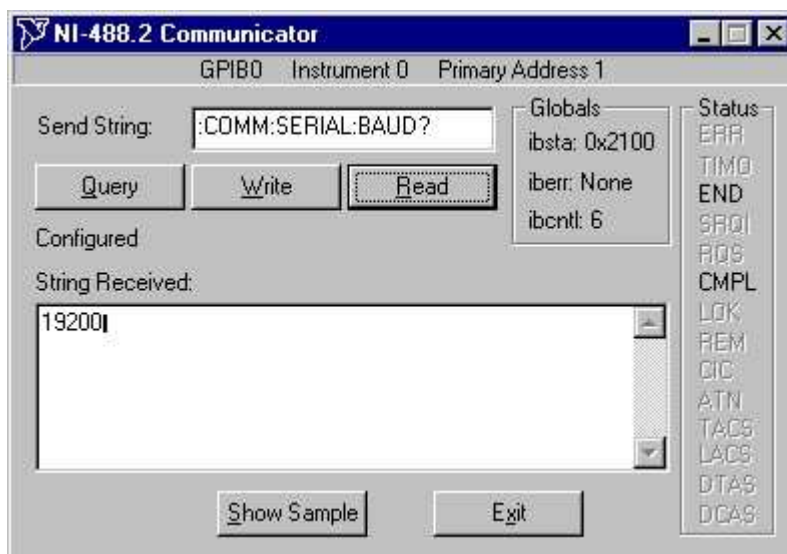 NI-488.2 Communicator
GPIB0 Instrument 0 Primary Address 1
Send String: :COMM:SERIAL:BAUD?
Query Write Read
Configured
String Received:
19200
Show Sample Exit
Globals
ibsta: 0x2100
iberr: None
ibcntl: 6
Status
ERR
TIMO
END
SRQI
RQS
CMPL
LOK
REM
CIC
ATN
TACS
LACS
DTAS
DCAS